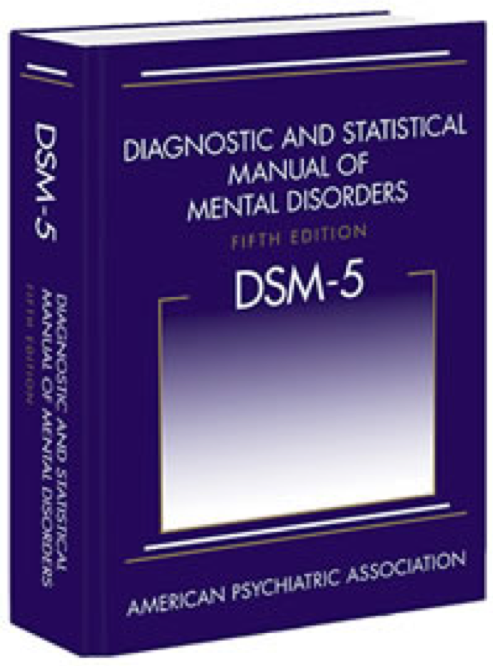 DIAGNOSTIC AND STATISTICAL
MANUAL OF
MENTAL DISORDERS
FIFTH EDITION
DSM-5
AMERICAN PSYCHIATRIC ASSOCIATION
DSM-5
DIAGNOSTIC AND STATISTICAL
MANUAL OF MENTAL DISORDERS
FIFTH EDITION